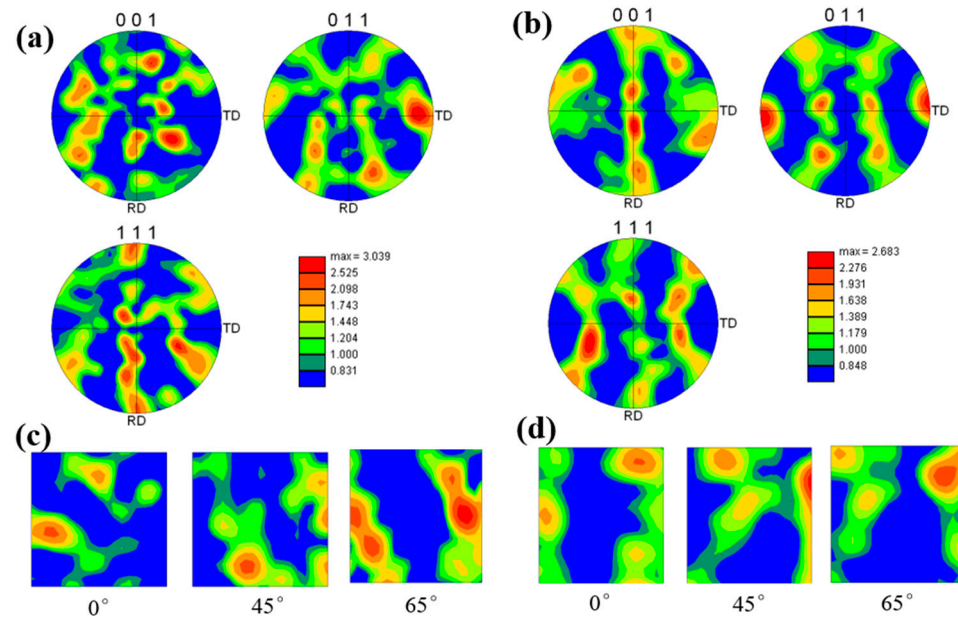 (a)
0 0 1
TD
RD
0 1 1
TD
RD
1 1 1
TD
RD
max = 3.039
2.525
2.098
1.743
1.448
1.204
1.000
0.831
(b)
0 0 1
TD
RD
0 1 1
TD
RD
1 1 1
TD
RD
max = 2.683
2.276
1.931
1.638
1.389
1.179
1.000
0.848
(c)
0°
45°
65°
(d)
0°
45°
65°